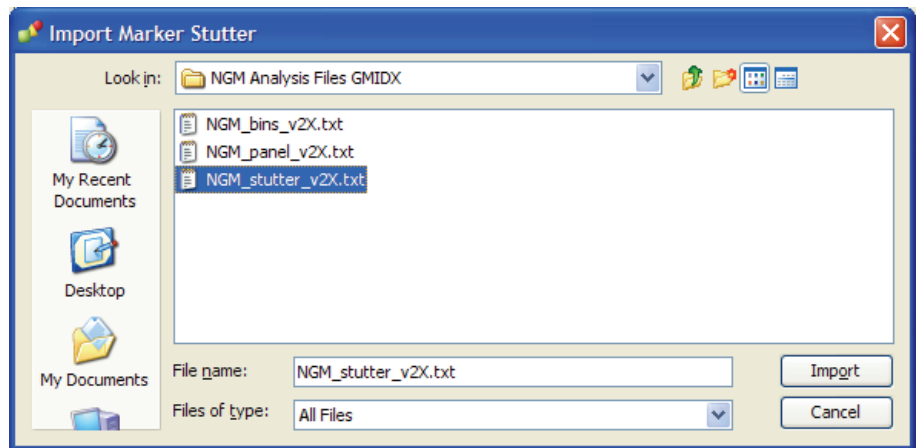 Import Marker Stutter
Look in: NGM Analysis Files GMIDX
NGM_bins_v2X.txt
NGM_panel_v2X.txt
NGM_stutter_v2X.txt
My Recent
Documents
Desktop
My Documents
File name: NGM_stutter_v2X.txt Import
Files of type: All Files Cancel